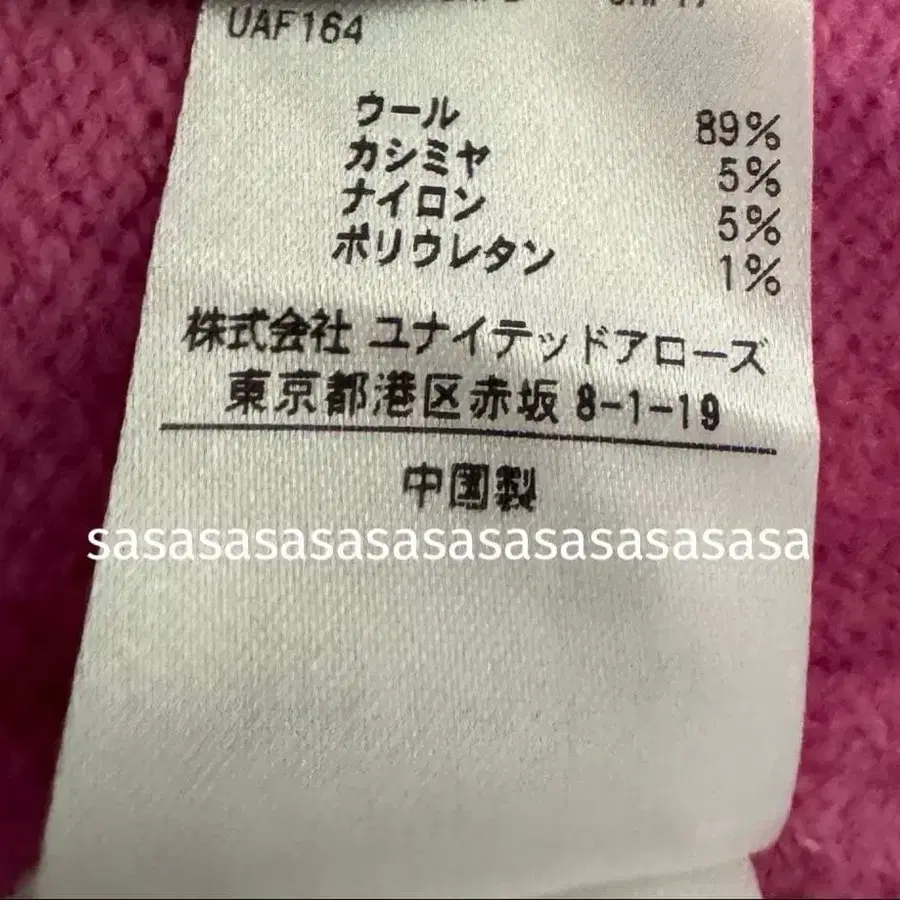 UAF164
ウール 89%
カシミヤ 5%
ナイロン 5%
ポリウレタン 1%
株式会社 ユナイテッドアローズ
東京都港区赤坂 8-1-19
中国製
sasasasasasasasasasasasasasasasasasa